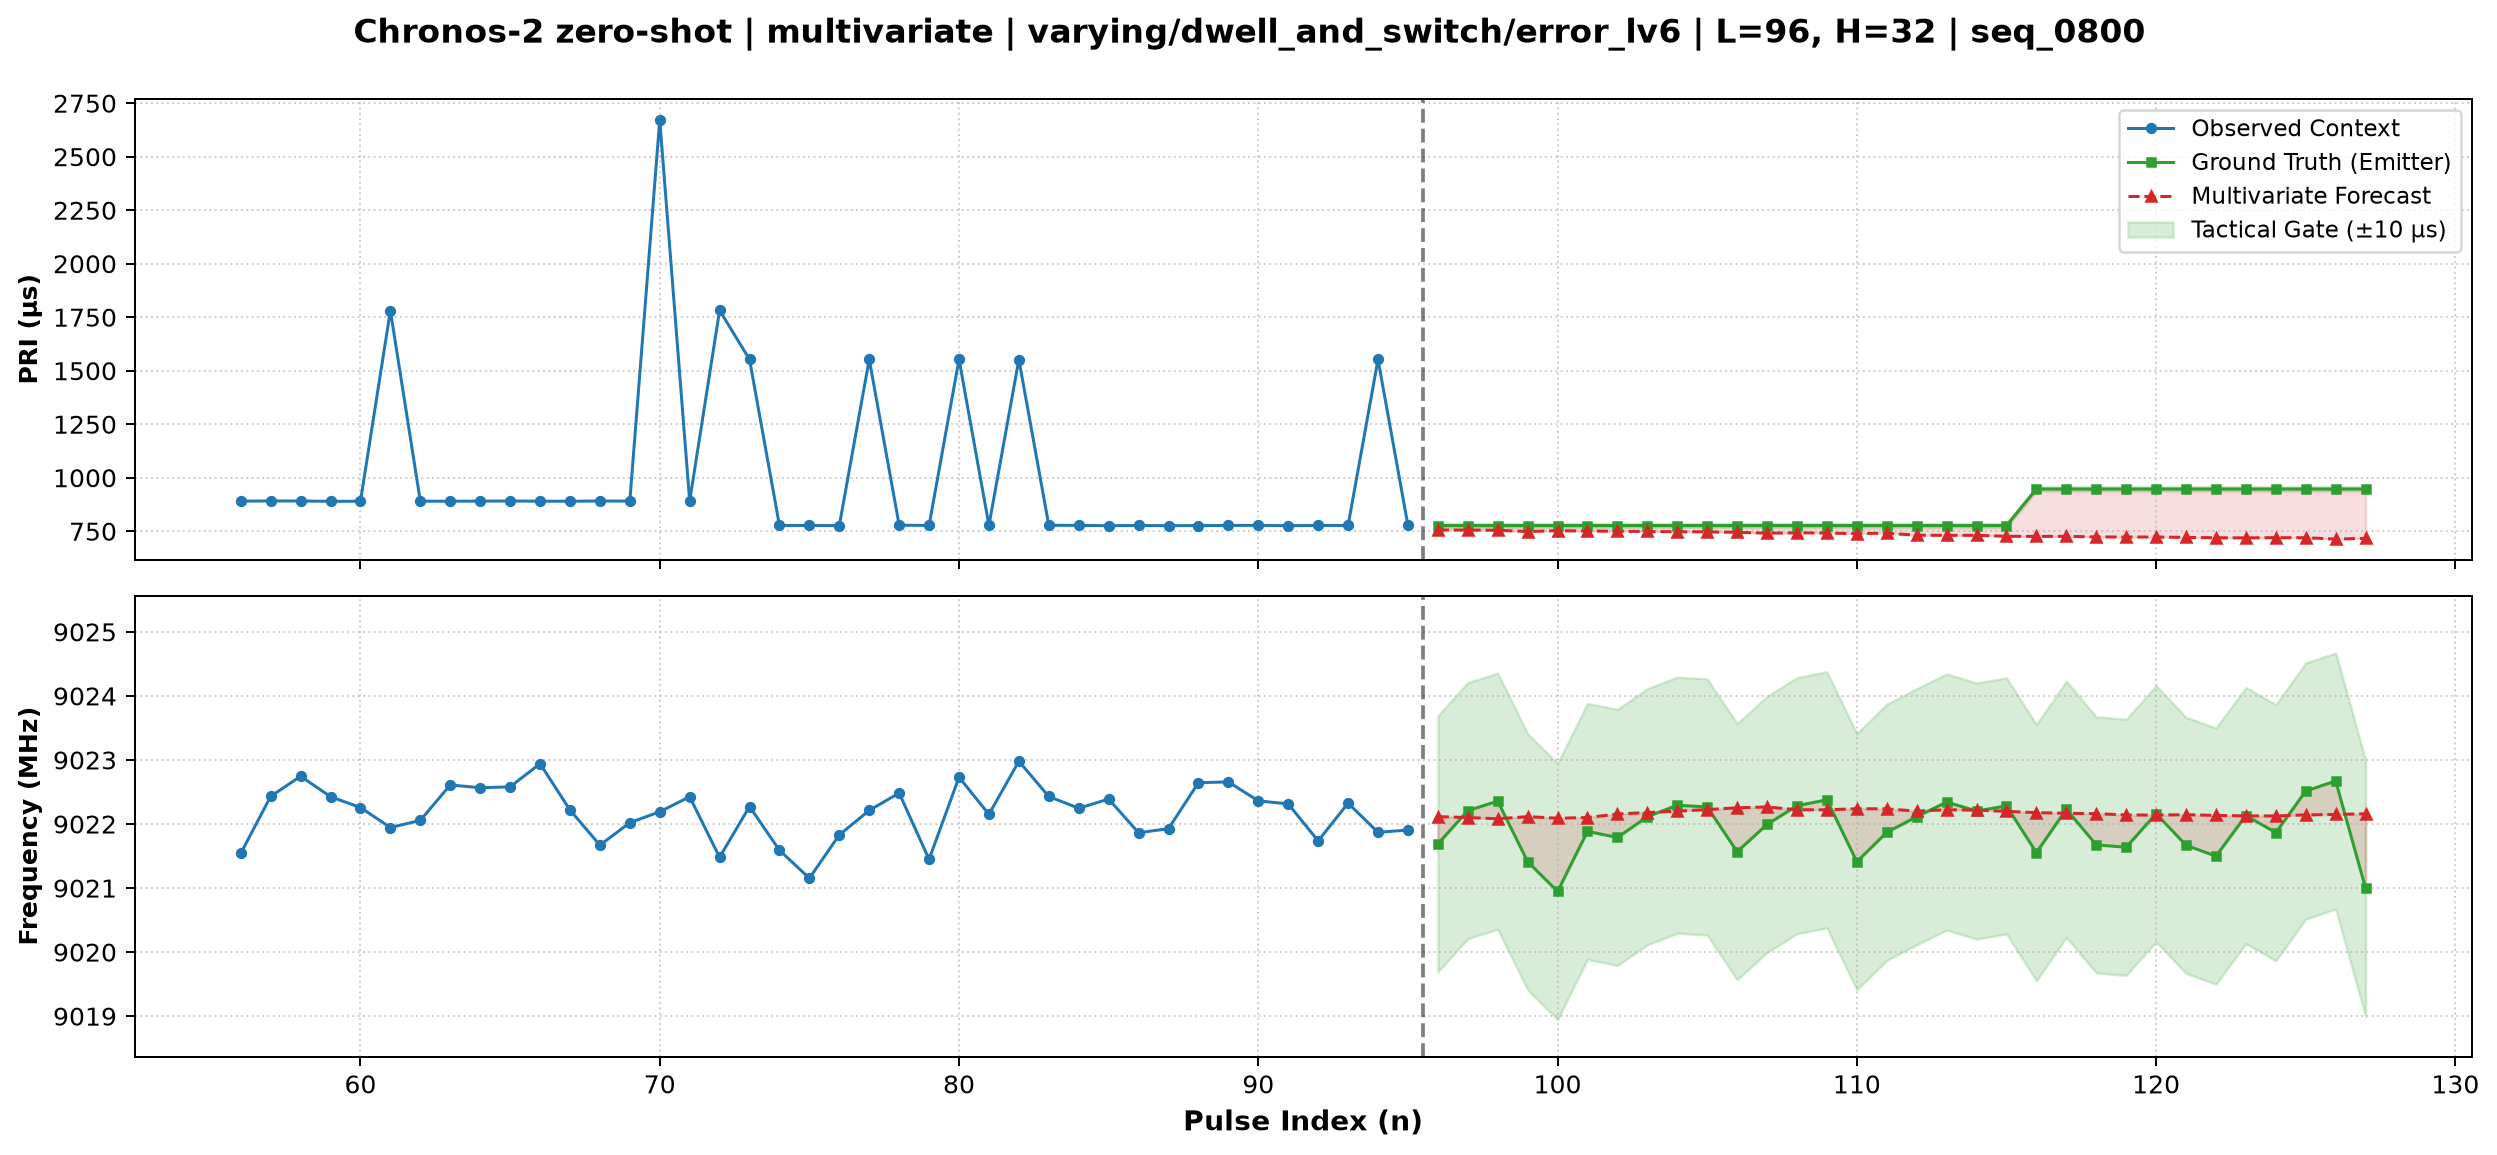 Chronos-2 zero-shot | multivariate | varying/dwell_and_switch/error_lv6 | L=96, H=32 | seq_0800
2750
2500
2250
2000
1750
1500
1250
1000
750
PRI (µs)
Observed Context
Ground Truth (Emitter)
Multivariate Forecast
Tactical Gate (±10 µs)
9025
9024
9023
9022
9021
9020
9019
Frequency (MHz)
60 70 80 90 100 110 120 130
Pulse Index (n)